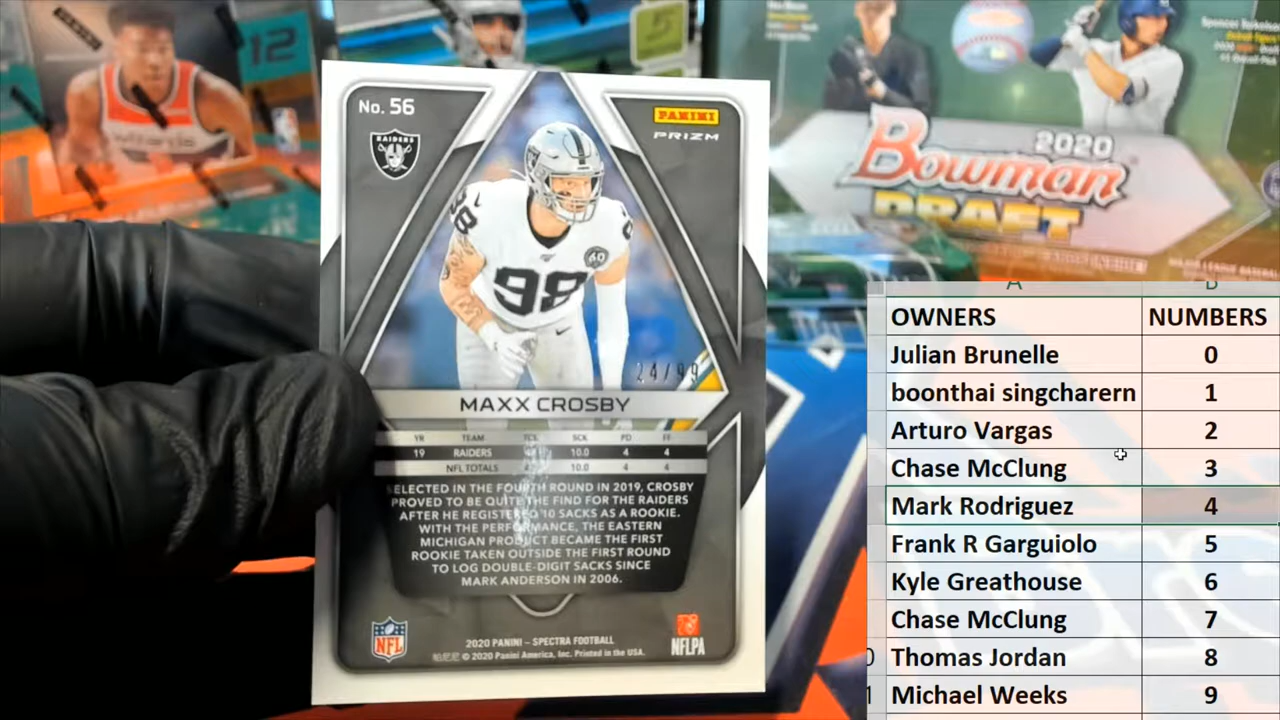 12
5
2020
Bowman
DRAFT
No. 56
RAIDERS
PANINI
PRIZM
98
98
60
24/99
MAXX CROSBY
YR TEAM SCK PD FF
19 RAIDERS 10.0 4 4
NFL TOTALS 10.0 4 4
SELECTED IN THE FOURTH ROUND IN 2019, CROSBY
PROVED TO BE QUITE THE FIND FOR THE RAIDERS
AFTER HE REGISTERED 10 SACKS AS A ROOKIE.
WITH THE PERFORMANCE, THE EASTERN
MICHIGAN PRODUCT BECAME THE FIRST
ROOKIE TAKEN OUTSIDE THE FIRST ROUND
TO LOG DOUBLE-DIGIT SACKS SINCE
MARK ANDERSON IN 2006.
NFL
NFLPA
2020 PANINI – SPECTRA FOOTBALL
© 2020 Panini America, Inc. Printed in the USA.
A B
OWNERS NUMBERS
Julian Brunelle 0
boonthai singcharern 1
Arturo Vargas 2
Chase McClung 3
Mark Rodriguez 4
Frank R Garguiolo 5
Kyle Greathouse 6
Chase McClung 7
Thomas Jordan 8
Michael Weeks 9